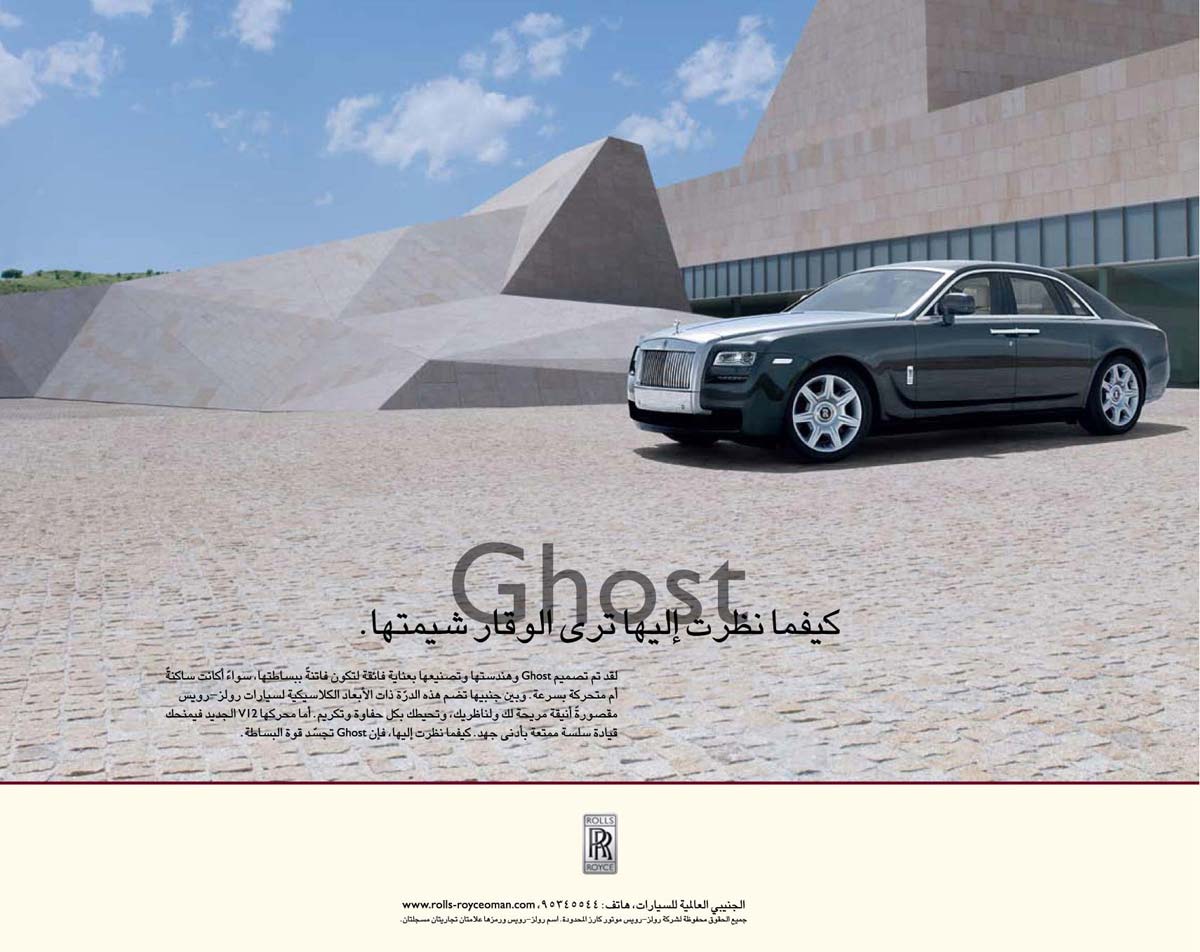 Ghost
كيفما نظرت إليها ترى الوقار شيمتها.
لقد تم تصميم Ghost وهندستها وتصنيعها بعناية فائقة لتكون فاتنةً ببساطتها، سواءً أكانت ساكنةً
أم متحركة بسرعة. وبين جنبيها تضم هذه الدرّة ذات الأبعاد الكلاسيكية لسيارات رولز-رويس
مقصورةً أنيقة مريحة لك ولناظريك، وتحيطك بكل حفاوة وتكريم. أما محركها V12 الجديد فيمنحك
قيادة سلسة ممتعة بأدنى جهد. كيفما نظرت إليها، فإن Ghost تجسّد قوة البساطة.
ROLLS
RR
ROYCE
الجنيبي العالمية للسيارات، هاتف: ٩٥٣٤٥٥٤٤، www.rolls-royceoman.com
جميع الحقوق محفوظة لشركة رولز-رويس موتور كارز المحدودة. اسم رولز-رويس ورمزها علامتان تجاريتان مسجلتان.